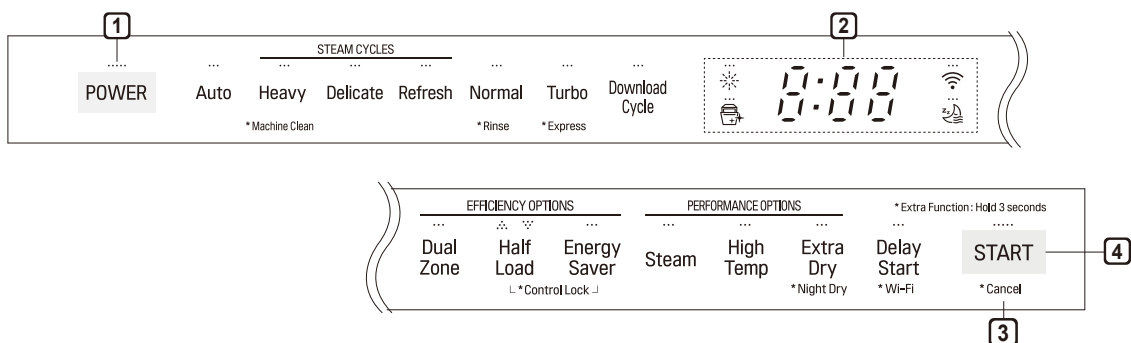 1
2
STEAM CYCLES
POWER
Auto
Heavy
Delicate
Refresh
Normal
Turbo
Download
Cycle
8:88
* Machine Clean
* Rinse
* Express
EFFICIENCY OPTIONS
PERFORMANCE OPTIONS
* Extra Function : Hold 3 seconds
Dual
Zone
Half
Load
Energy
Saver
Steam
High
Temp
Extra
Dry
Delay
Start
START
4
* Control Lock
* Night Dry
* Wi-Fi
* Cancel
3